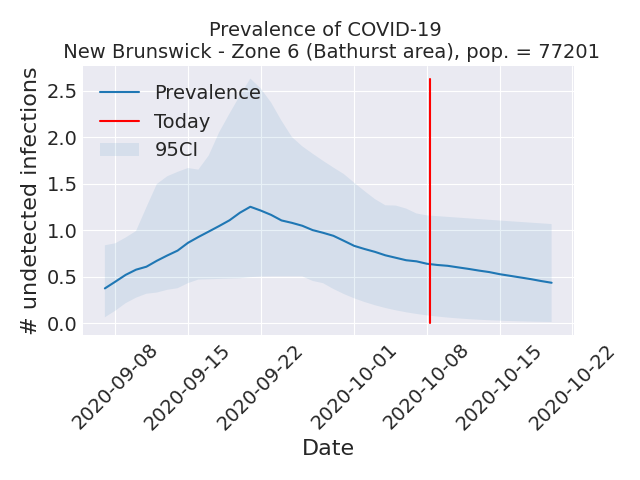 Prevalence of COVID-19
New Brunswick - Zone 6 (Bathurst area), pop. = 77201
# undetected infections
2.5
2.0
1.5
1.0
0.5
0.0
Prevalence
Today
95CI
2020-09-08
2020-09-15
2020-09-22
2020-10-01
2020-10-08
2020-10-15
2020-10-22
Date